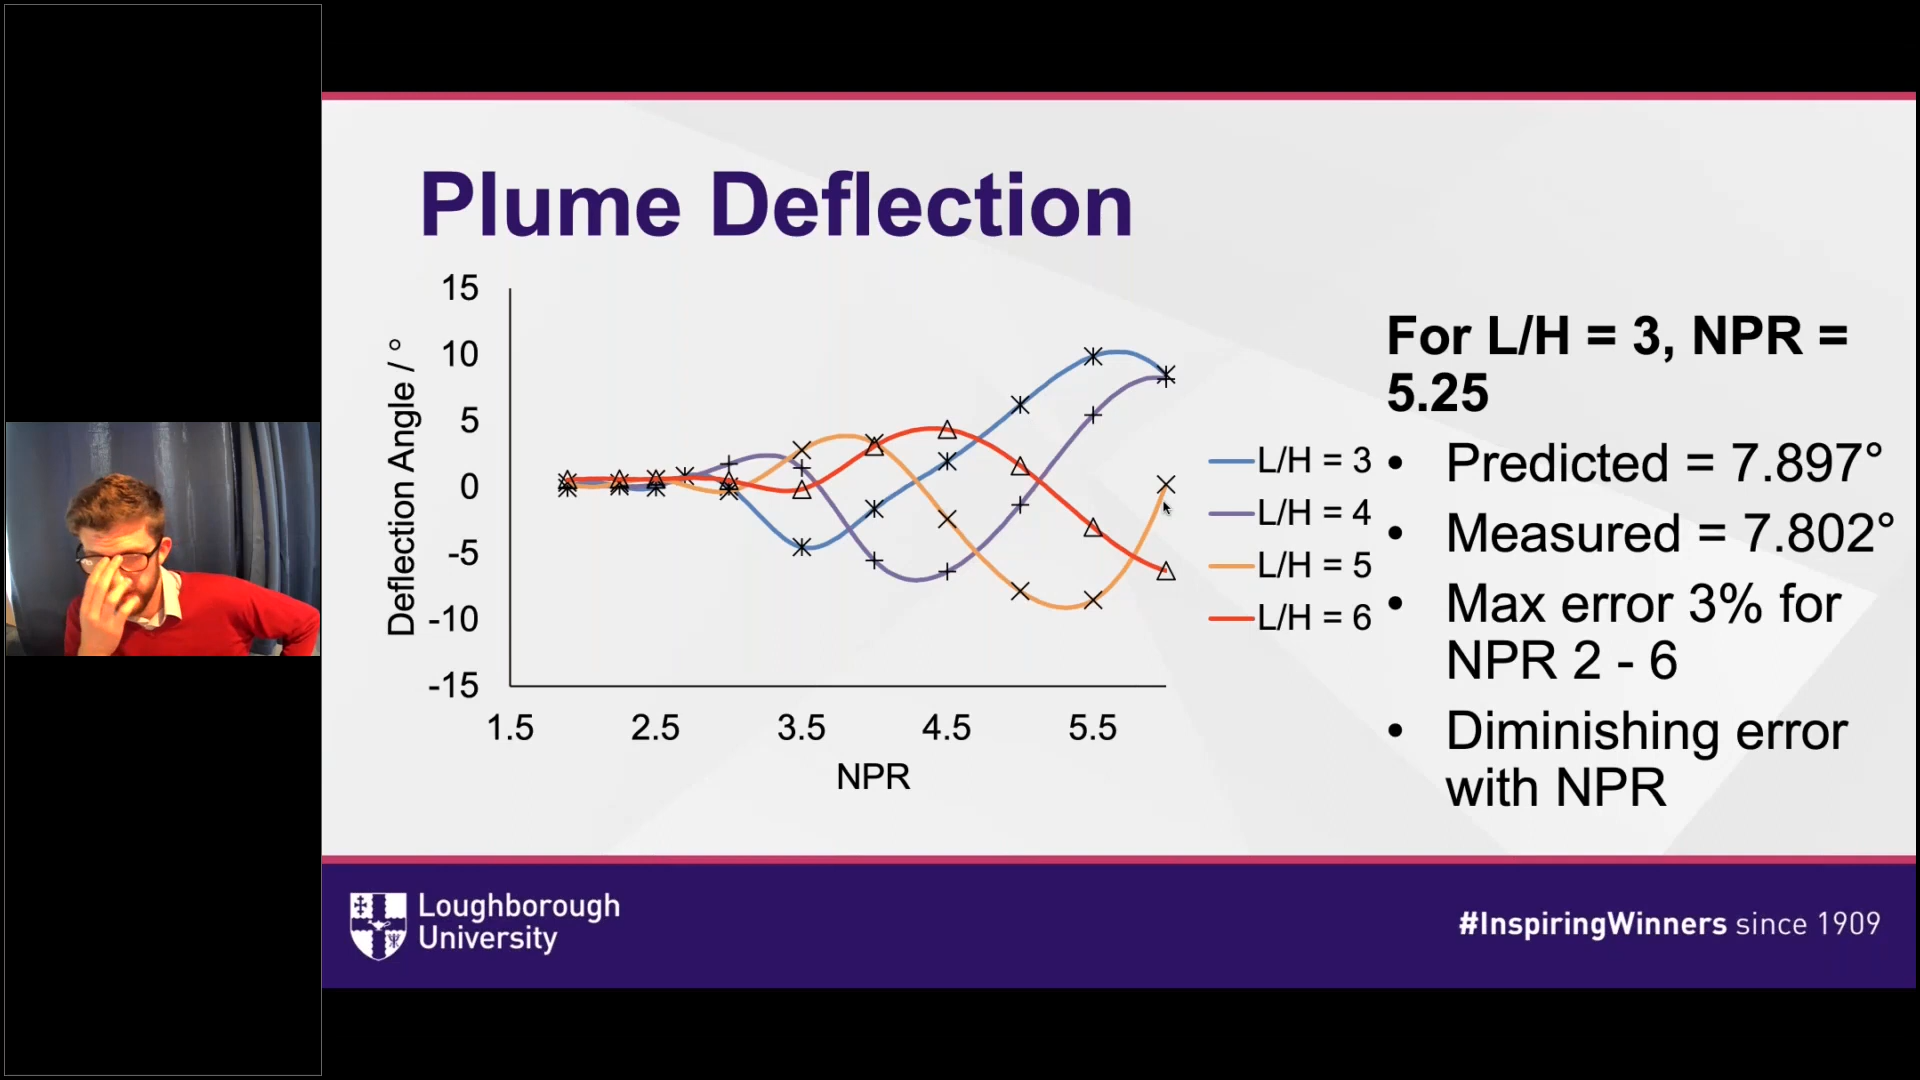 Plume Deflection
15
10
5
0
-5
-10
-15
Deflection Angle / °
1.5 2.5 3.5 4.5 5.5
NPR
L/H = 3
L/H = 4
L/H = 5
L/H = 6
For L/H = 3, NPR =
5.25
• Predicted = 7.897°
• Measured = 7.802°
• Max error 3% for
NPR 2 - 6
• Diminishing error
with NPR
Loughborough
University
#InspiringWinners since 1909